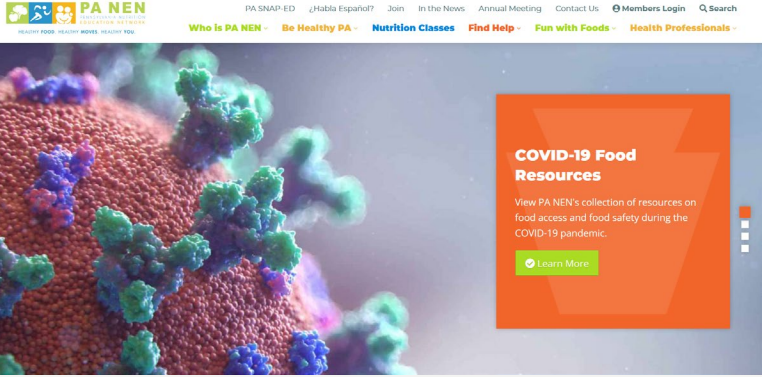 PA NEN
PENNSYLVANIA NUTRITION
EDUCATION NETWORK
HEALTHY FOOD. HEALTHY MOVES. HEALTHY YOU.
PA SNAP-ED ¿Habla Español? Join In the News Annual Meeting Contact Us Members Login Search
Who is PA NEN Be Healthy PA Nutrition Classes Find Help Fun with Foods Health Professionals
COVID-19 Food
Resources
View PA NEN's collection of resources on
food access and food safety during the
COVID-19 pandemic.
Learn More